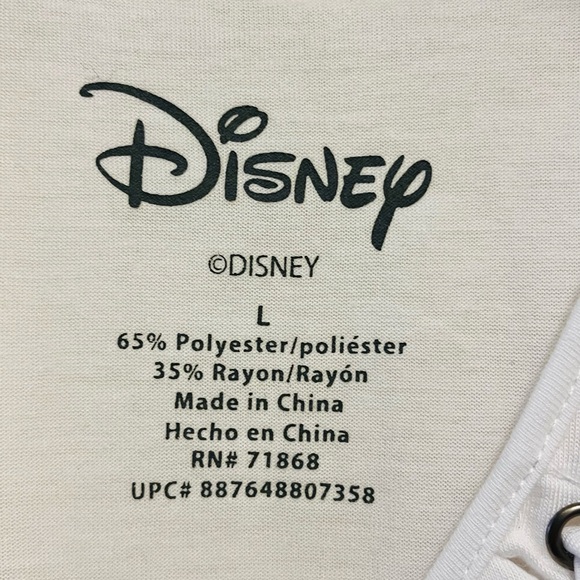 Disney
©DISNEY
L
65% Polyester/poliéster
35% Rayon/Rayón
Made in China
Hecho en China
RN# 71868
UPC# 887648807358